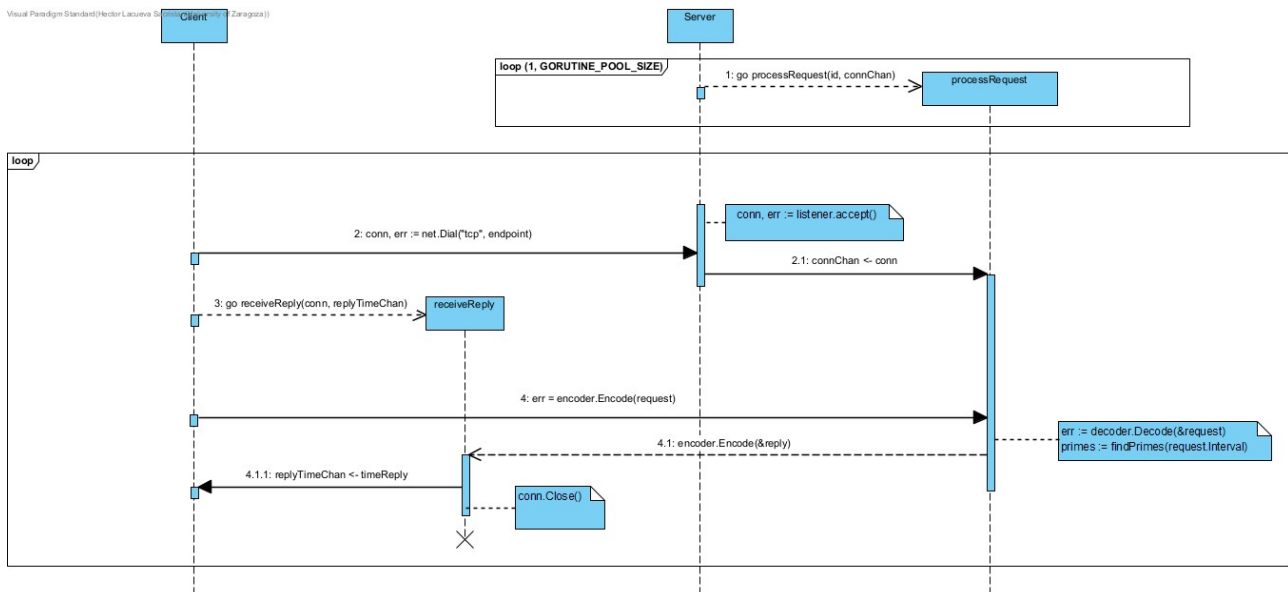 Visual Paradigm Standard(Hector Lacueva University of Zaragoza))
Client
Server
loop (1, GORUTINE_POOL_SIZE)
1: go processRequest(id, connChan)
processRequest
loop
conn, err := listener.accept()
2: conn, err := net.Dial("tcp", endpoint)
2.1: connChan <- conn
3: go receiveReply(conn, replyTimeChan)
receiveReply
4: err = encoder.Encode(request)
err := decoder.Decode(&request)
primes := findPrimes(request.Interval)
4.1: encoder.Encode(&reply)
4.1.1: replyTimeChan <- timeReply
conn.Close()